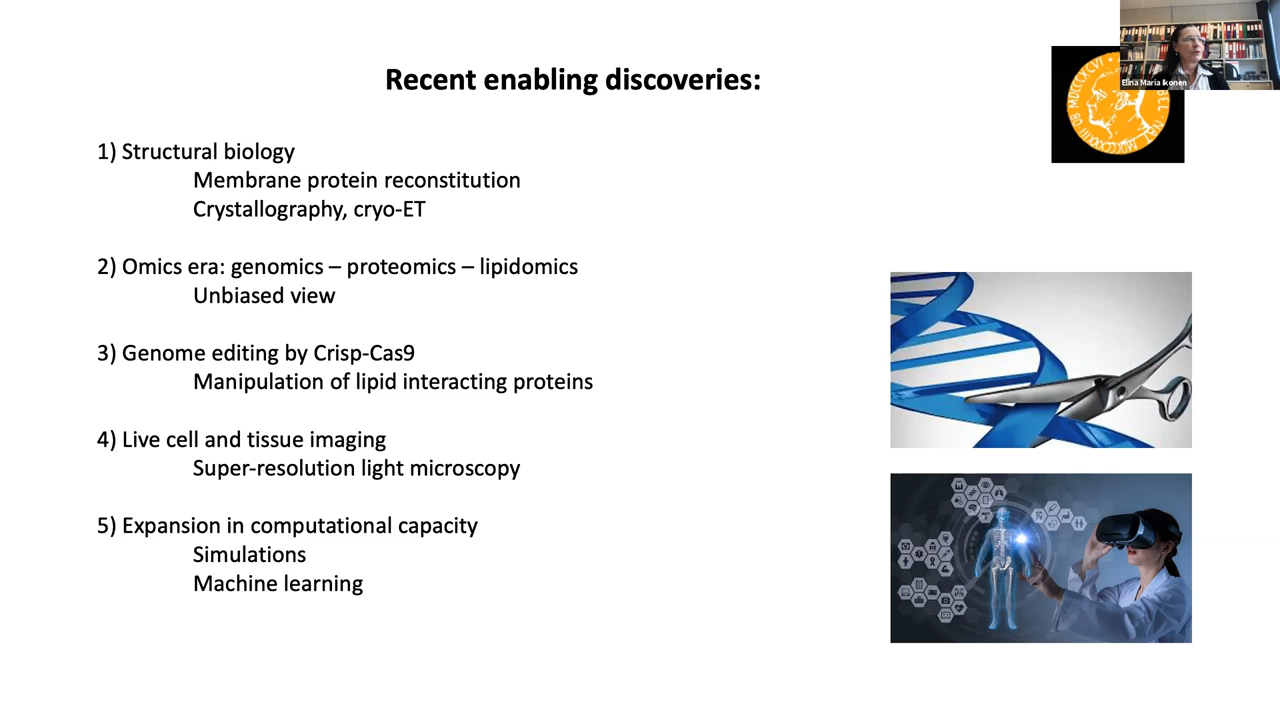 Recent enabling discoveries:
1) Structural biology
Membrane protein reconstitution
Crystallography, cryo-ET
2) Omics era: genomics – proteomics – lipidomics
Unbiased view
3) Genome editing by Crisp-Cas9
Manipulation of lipid interacting proteins
4) Live cell and tissue imaging
Super-resolution light microscopy
5) Expansion in computational capacity
Simulations
Machine learning
Elina Maria Ikonen